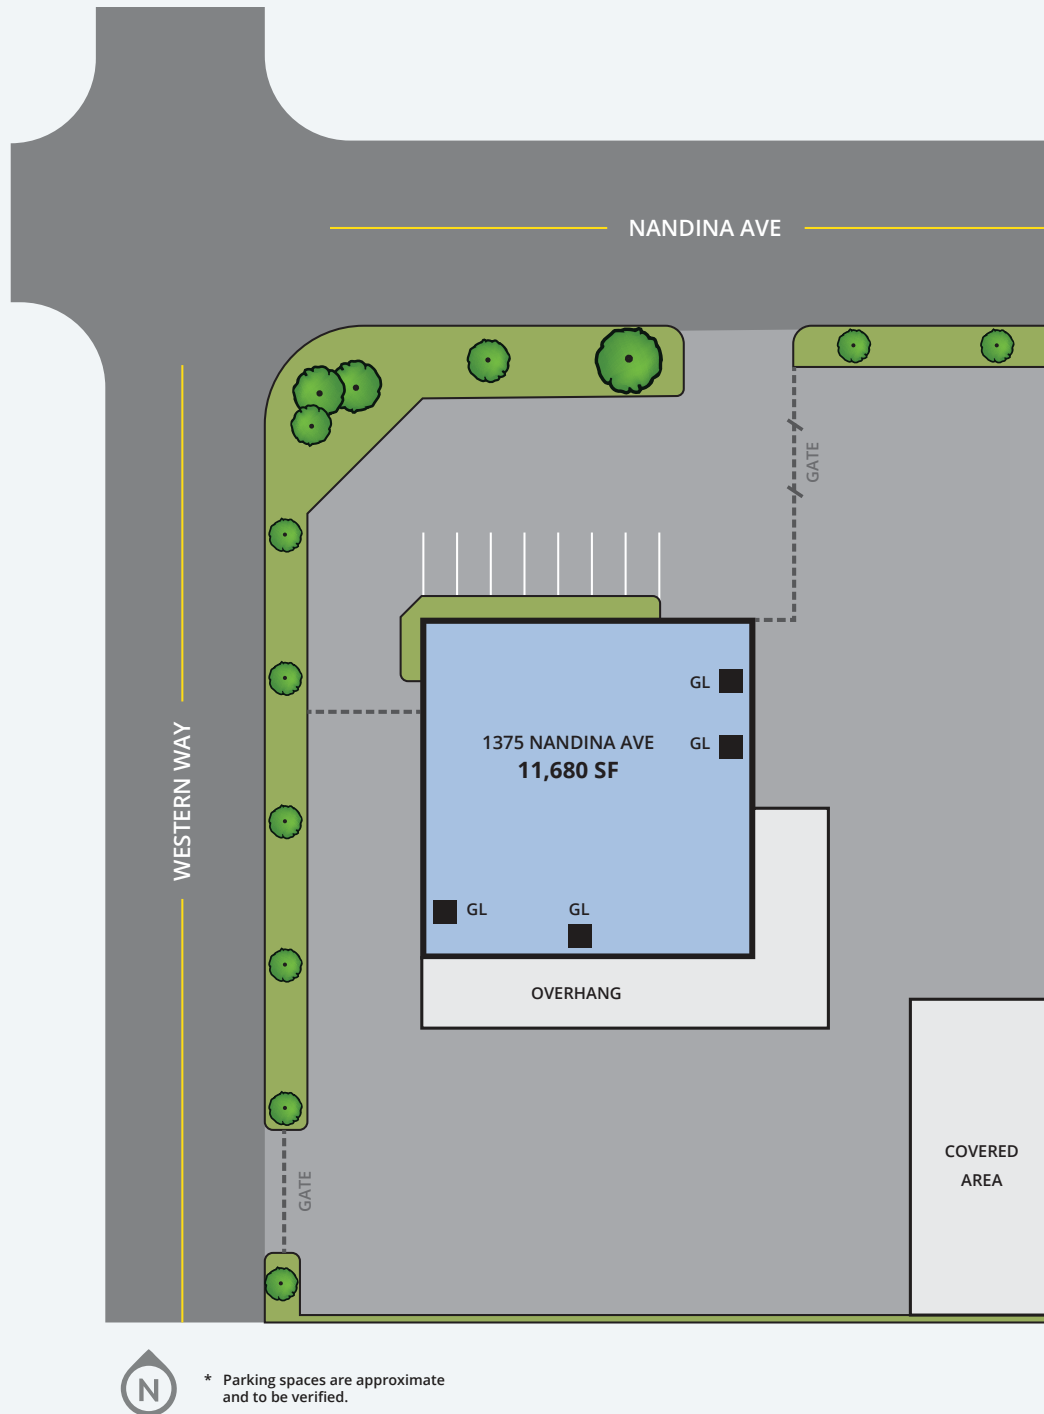 NANDINA AVE
GATE
GL
1375 NANDINA AVE
GL
11,680 SF
WESTERN WAY
GL
GL
OVERHANG
COVERED
AREA
GATE
N
* Parking spaces are approximate
and to be verified.